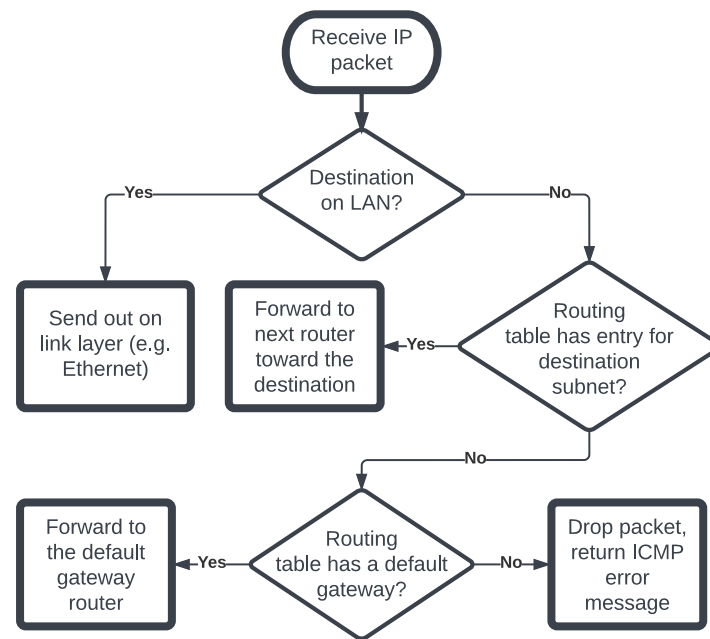 Receive IP
packet
Destination
on LAN?
Yes
No
Send out on
link layer (e.g.
Ethernet)
Forward to
next router
toward the
destination
Yes
Routing
table has entry for
destination
subnet?
No
Forward to
the default
gateway
router
Yes
Routing
table has a default
gateway?
No
Drop packet,
return ICMP
error
message